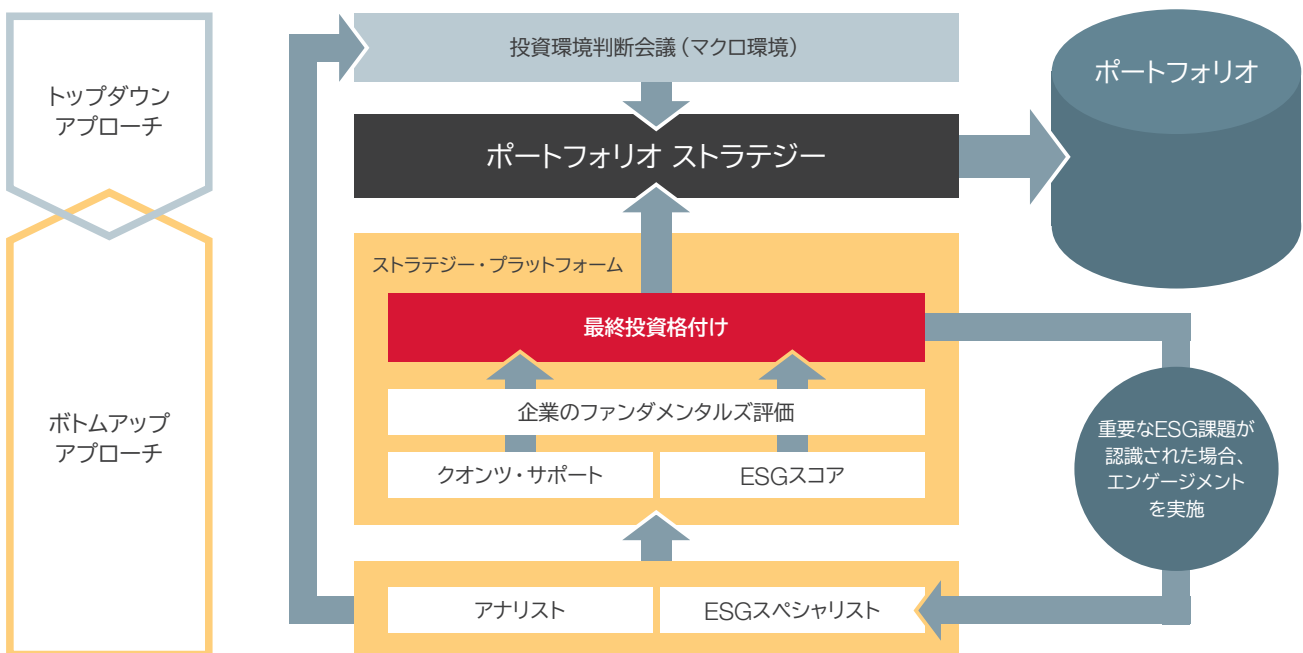 トップダウン
アプローチ
投資環境判断会議（マクロ環境）
ポートフォリオ ストラテジー
ポートフォリオ
ボトムアップ
アプローチ
ストラテジー・プラットフォーム
最終投資格付け
企業のファンダメンタルズ評価
クオンツ・サポート
ESGスコア
アナリスト
ESGスペシャリスト
重要なESG課題が
認識された場合、
エンゲージメント
を実施